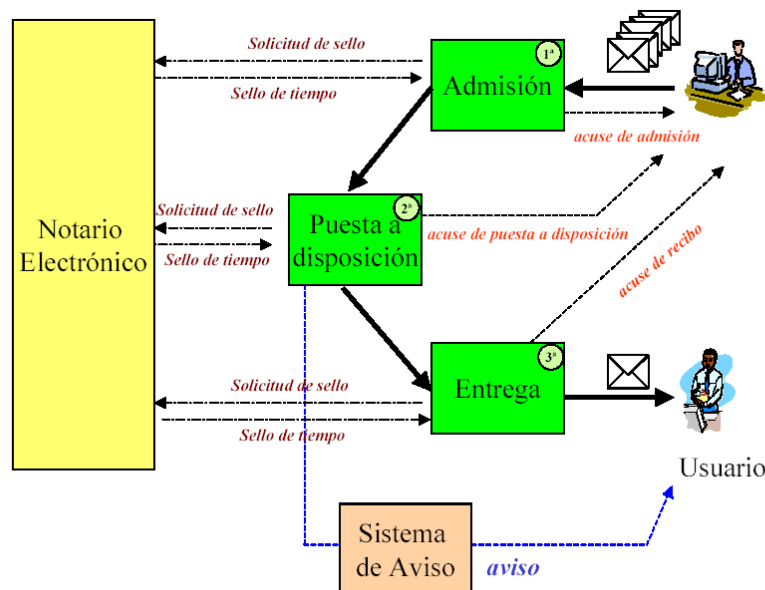 Solicitud de sello
1ª
Admisión
Sello de tiempo
acuse de admisión
Notario
Electrónico
Solicitud de sello
2ª
Puesta a
disposición
Sello de tiempo
acuse de puesta a disposición
acuse de recibo
3ª
Entrega
Solicitud de sello
Sello de tiempo
Usuario
Sistema
de Aviso
aviso